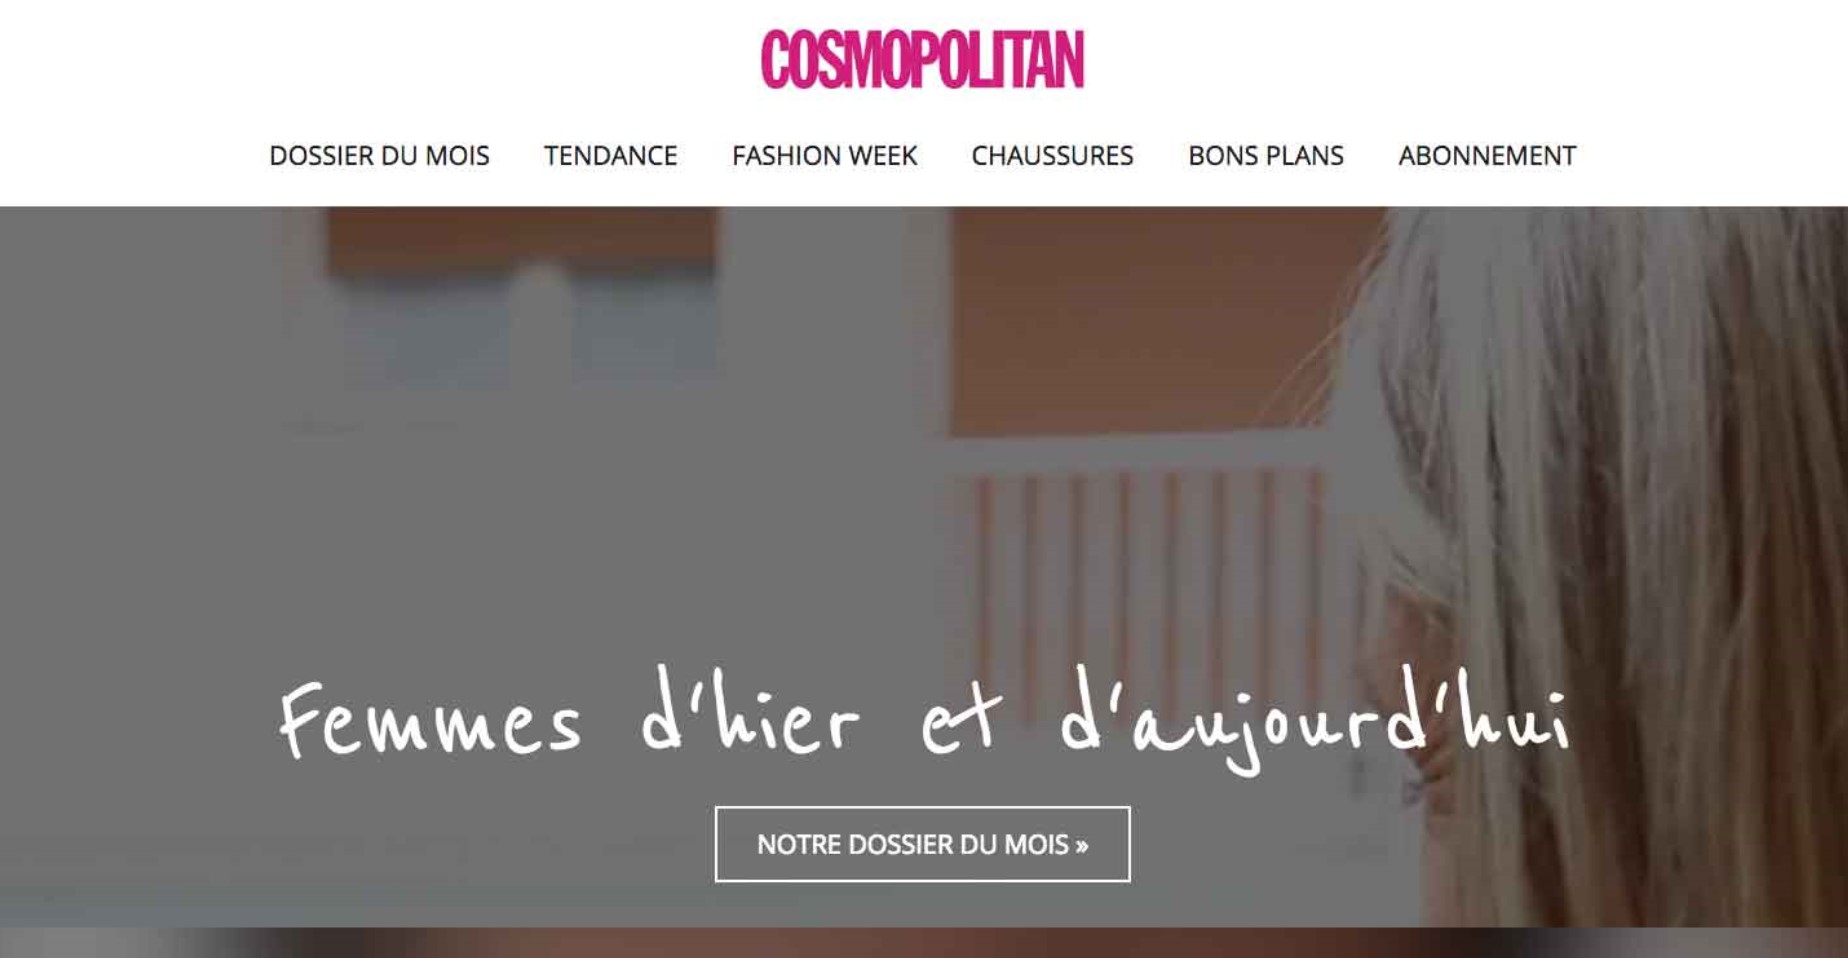 COSMOPOLITAN
DOSSIER DU MOIS TENDANCE FASHION WEEK CHAUSSURES BONS PLANS ABONNEMENT
Femmes d'hier et d'aujourd'hui
NOTRE DOSSIER DU MOIS »